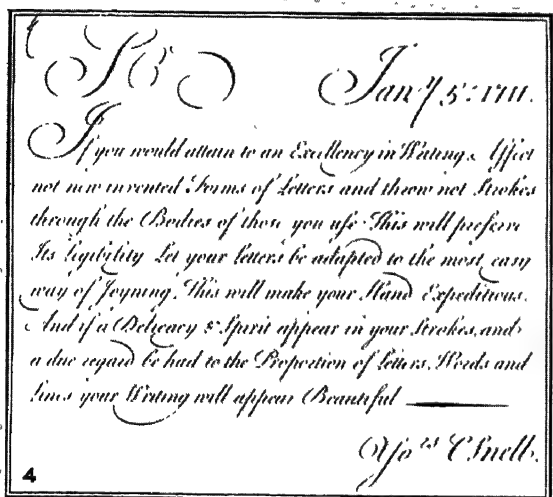 Sr
Jan.y 5th: 1711.
If you would attain to an Excellency in Writing, Affect
not new invented Forms of Letters and throw not Strokes
through the Bodies of those you use. This will preserve
Its Legibility Let your letters be adapted to the most easy
way of Joyning. This will make your Hand Expeditious.
And if a Delicacy & Spirit appear in your Strokes, and
a due regard be had to the Proportion of Letters, Words and
Lines your Writing will appear Beautiful
Yo.rs C Snell.
4